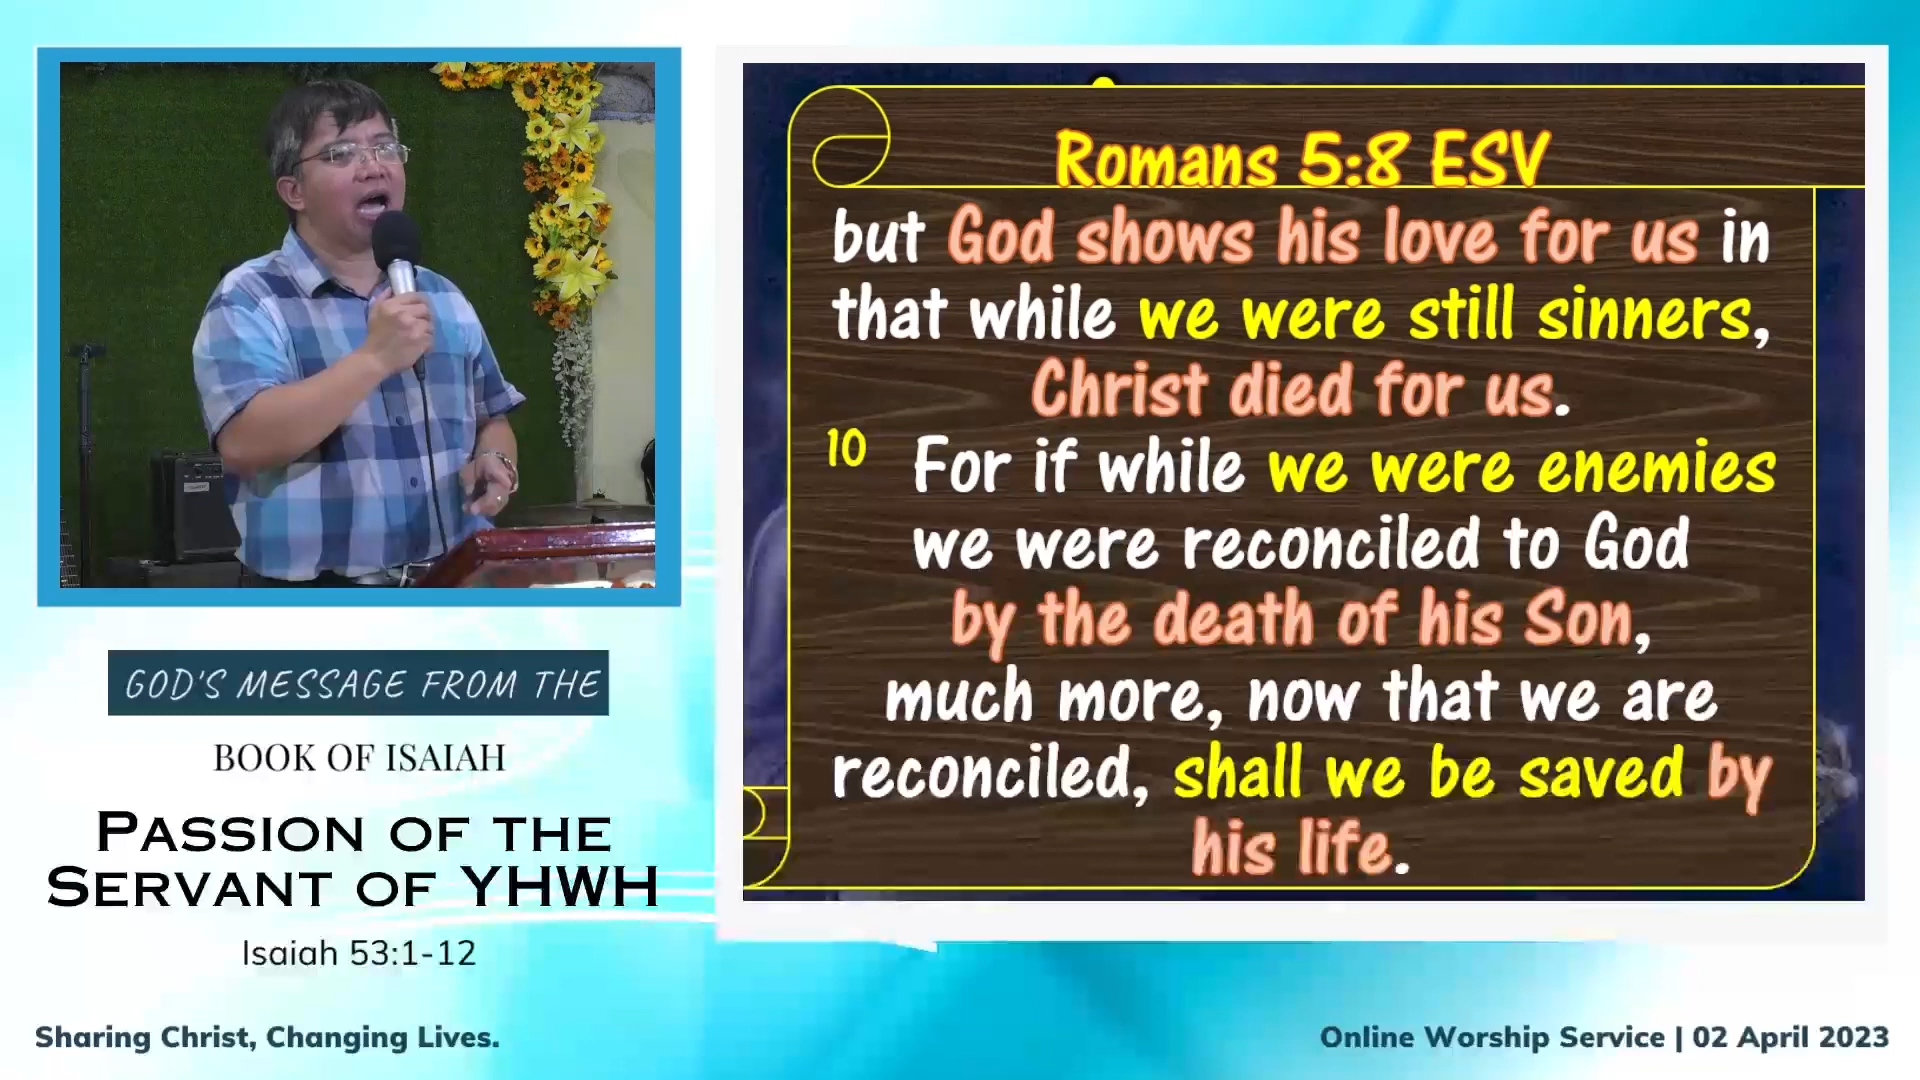 GOD'S MESSAGE FROM THE
BOOK OF ISAIAH
PASSION OF THE
SERVANT OF YHWH
Isaiah 53:1-12
Romans 5:8 ESV
but God shows his love for us in
that while we were still sinners,
Christ died for us.
10 For if while we were enemies
we were reconciled to God
by the death of his Son,
much more, now that we are
reconciled, shall we be saved by
his life.
Sharing Christ, Changing Lives.
Online Worship Service | 02 April 2023